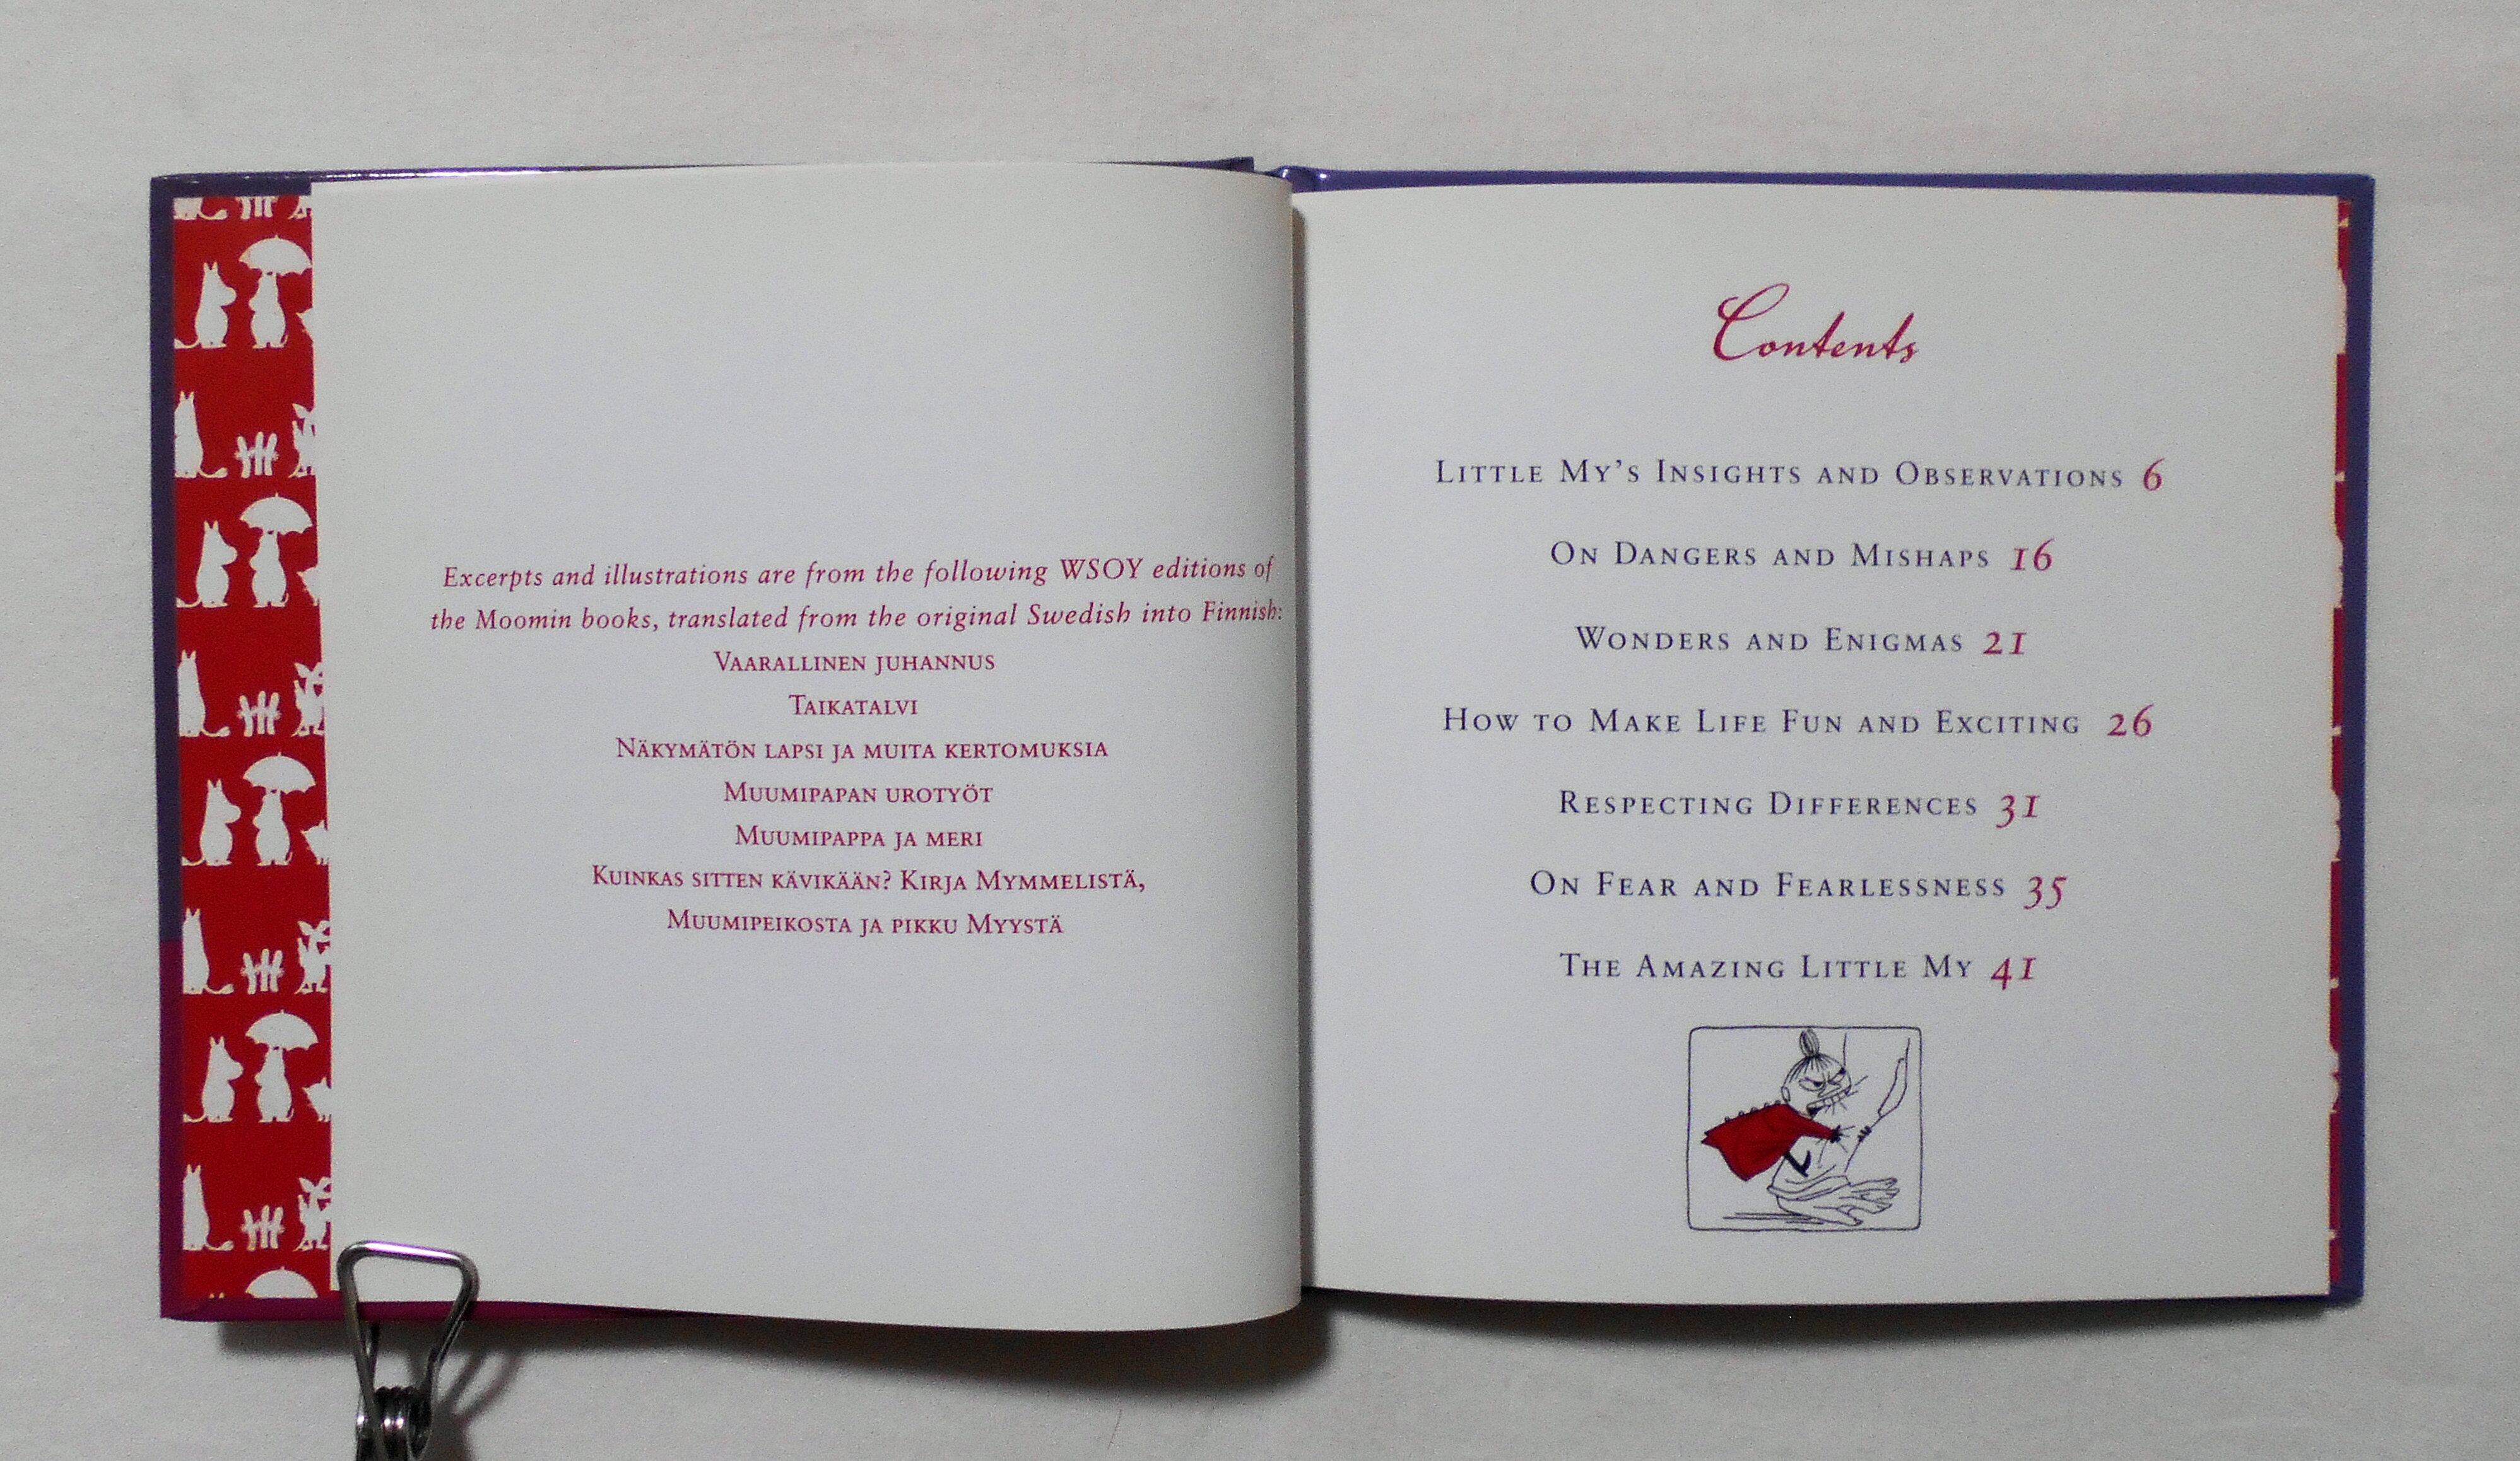 Excerpts and illustrations are from the following WSOY editions of
the Moomin books, translated from the original Swedish into Finnish:
Vaarallinen juhannus
Taikatalvi
Näkymätön lapsi ja muita kertomuksia
Muumipapan urotyöt
Muumipappa ja meri
Kuinkas sitten kävikään? Kirja Mymmelistä,
Muumipeikosta ja pikku Myystä
Contents
Little My's Insights and Observations 6
On Dangers and Mishaps 16
Wonders and Enigmas 21
How to Make Life Fun and Exciting 26
Respecting Differences 31
On Fear and Fearlessness 35
The Amazing Little My 41